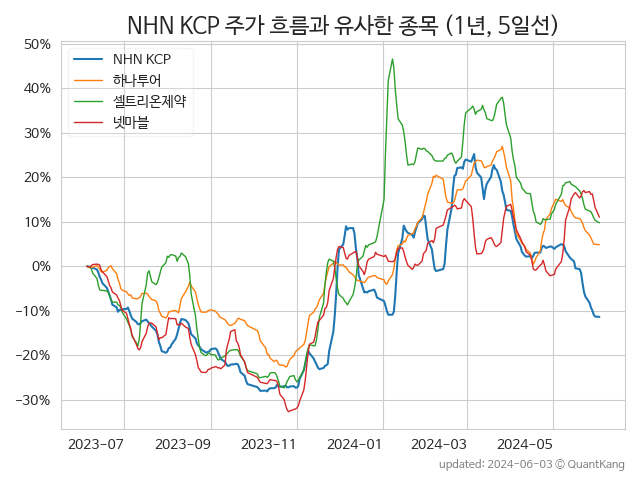 NHN KCP 주가 흐름과 유사한 종목 (1년, 5일선)
50%
40%
30%
20%
10%
0%
−10%
−20%
−30%
NHN KCP
하나투어
셀트리온제약
넷마블
2023-07
2023-09
2023-11
2024-01
2024-03
2024-05
updated: 2024-06-03 © QuantKang